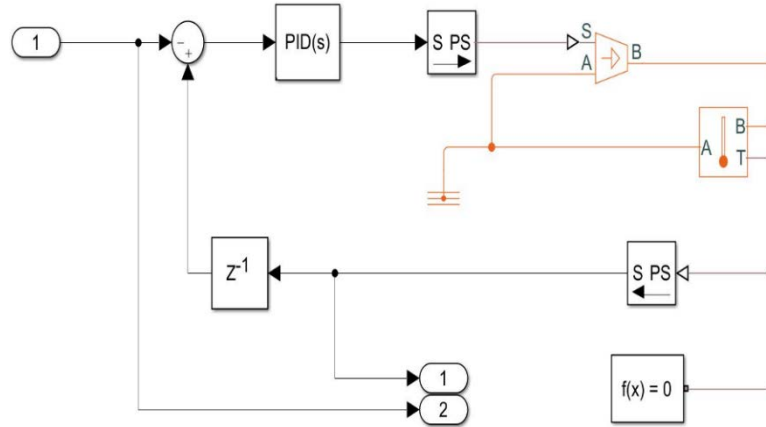 1
-
+
PID(s)
S PS
S
A
B
A
B
T
Z-1
S PS
1
2
f(x) = 0